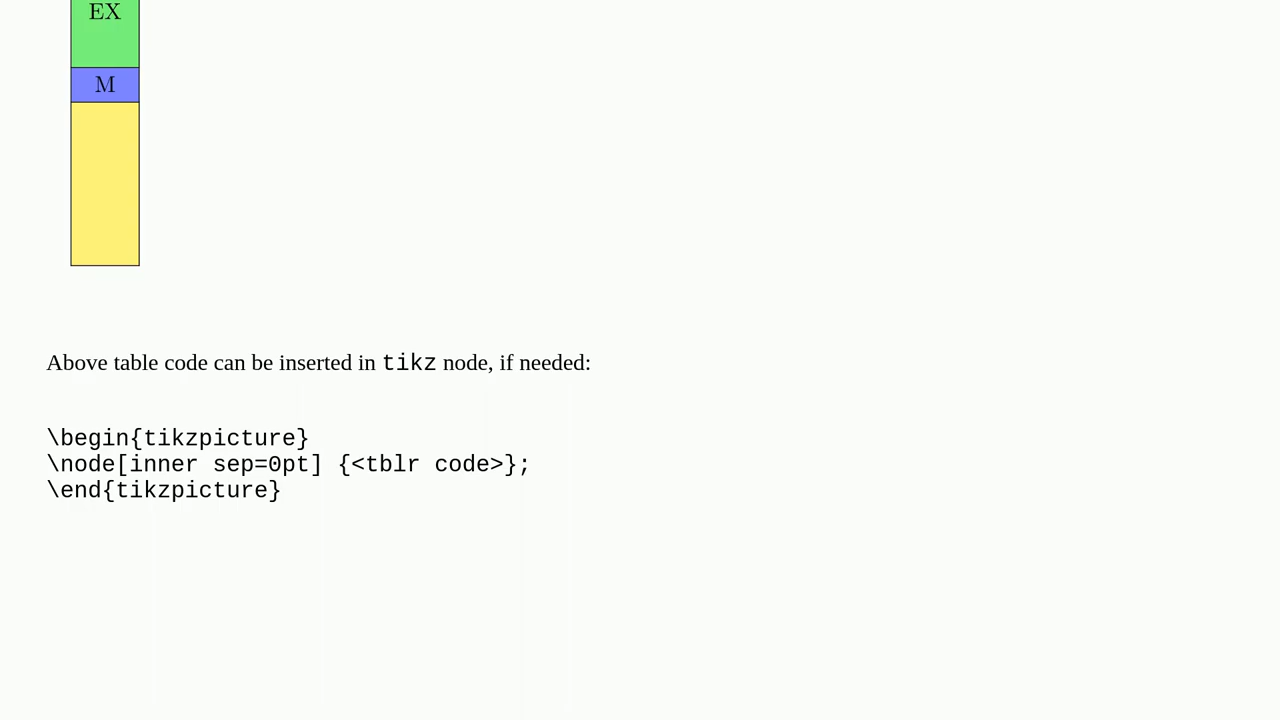 EX
M
Above table code can be inserted in tikz node, if needed:
\begin{tikzpicture}
\node[inner sep=0pt] {<tblr code>};
\end{tikzpicture}